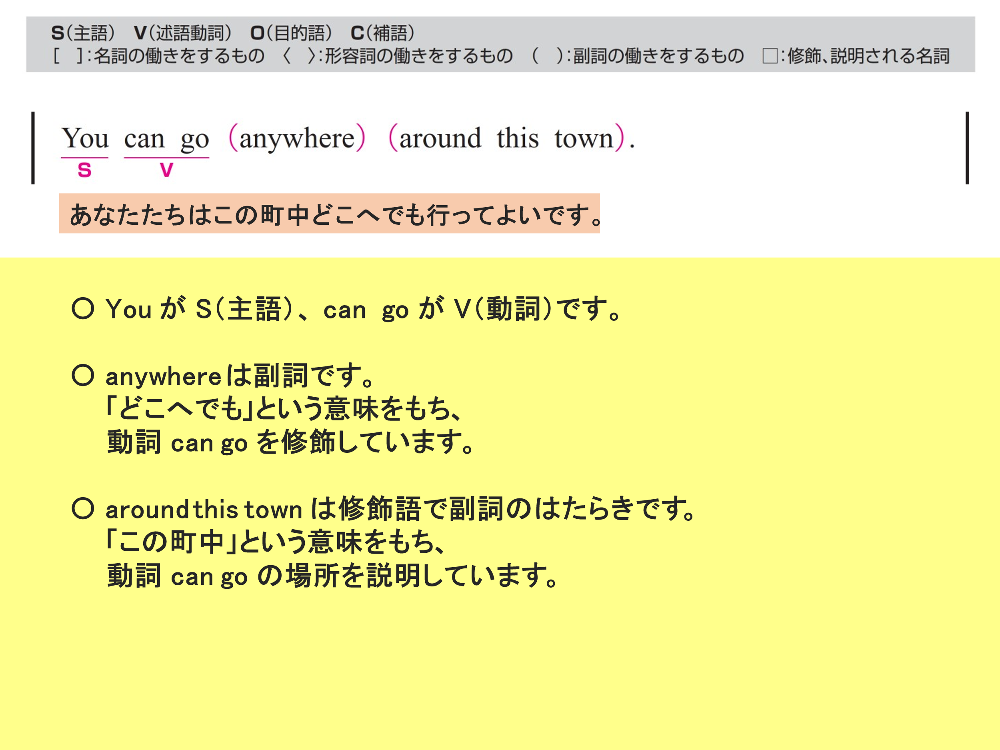 S(主語) V(述語動詞) O(目的語) C(補語)
[ ]:名詞の働きをするもの 〈 〉:形容詞の働きをするもの ( ):副詞の働きをするもの □:修飾、説明される名詞
You can go (anywhere) (around this town).
S V
あなたたちはこの町中どこへでも行ってよいです。
○ You が S(主語)、can go が V(動詞)です。
○ anywhereは副詞です。
「どこへでも」という意味をもち、
動詞 can go を修飾しています。
○ around this town は修飾語で副詞のはたらきです。
「この町中」という意味をもち、
動詞 can go の場所を説明しています。